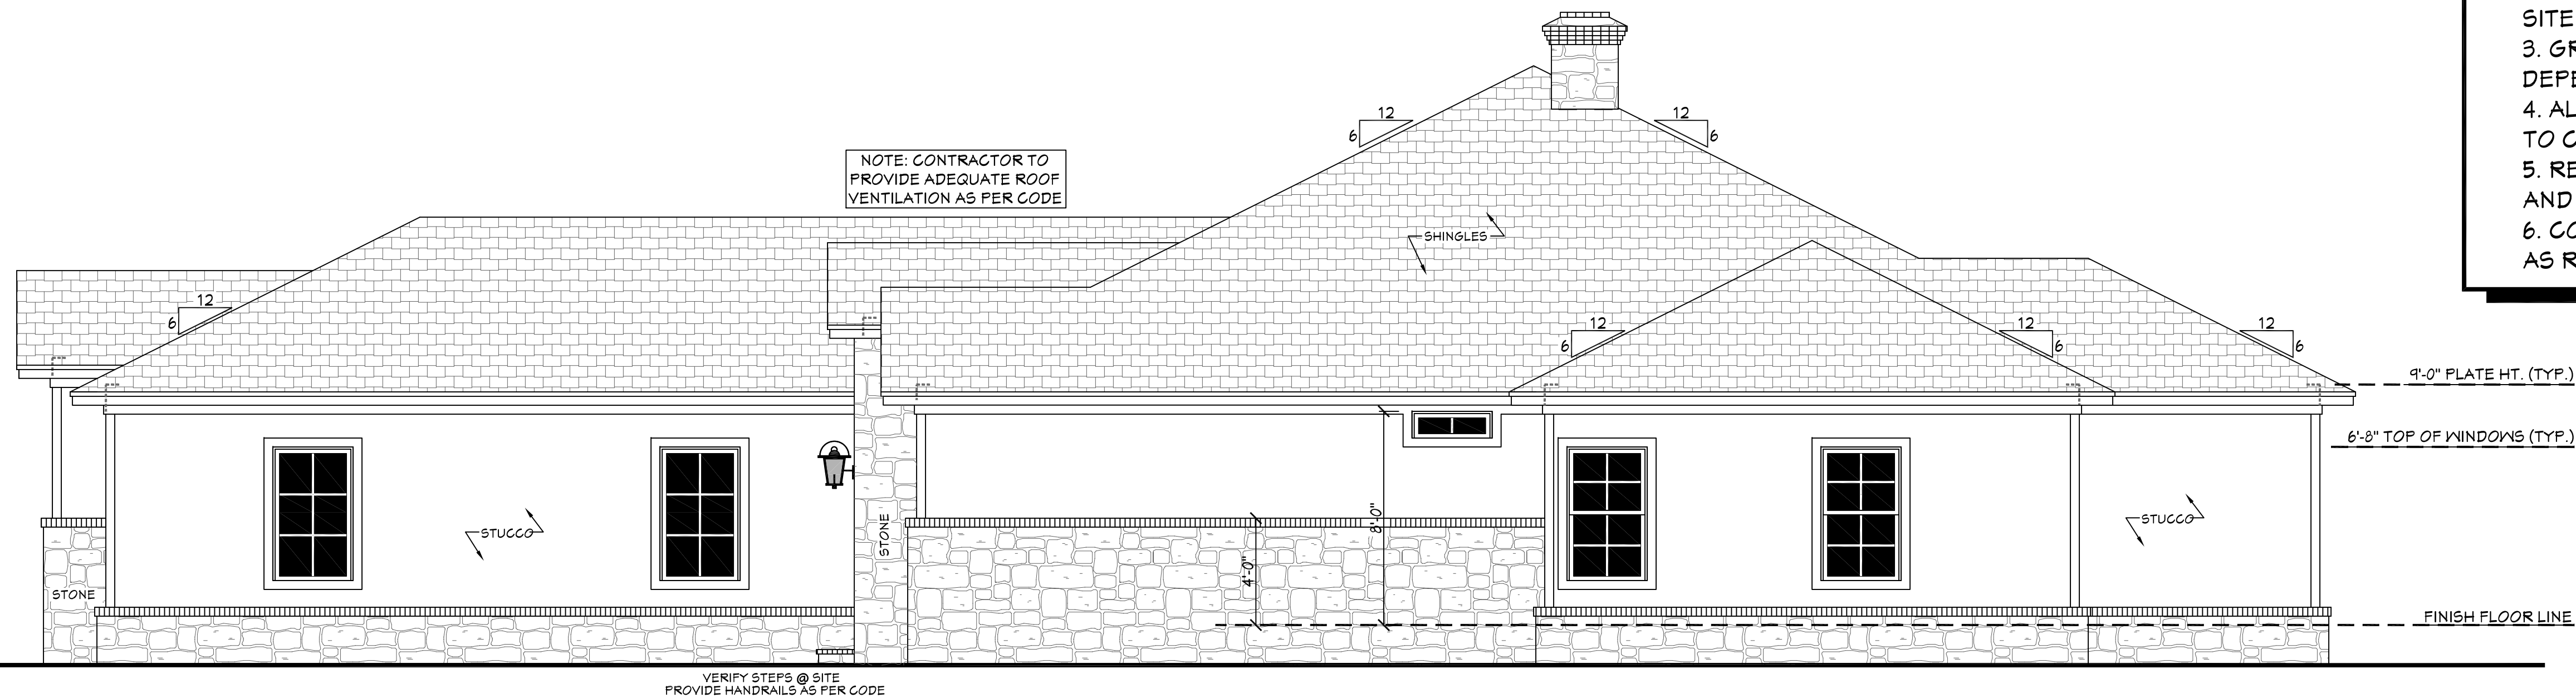 SITE
3. GR
DEPE
4. AL
TO C
5. RE
AND
6. CO
AS R
NOTE: CONTRACTOR TO
PROVIDE ADEQUATE ROOF
VENTILATION AS PER CODE
12
6
12
6
12
6
SHINGLES
12
6
12
6
12
6
9'-0" PLATE HT. (TYP.)
6'-8" TOP OF WINDOWS (TYP.)
STUCCO
STONE
STONE
4'-0"
8'-0"
STUCCO
FINISH FLOOR LINE
VERIFY STEPS @ SITE
PROVIDE HANDRAILS AS PER CODE